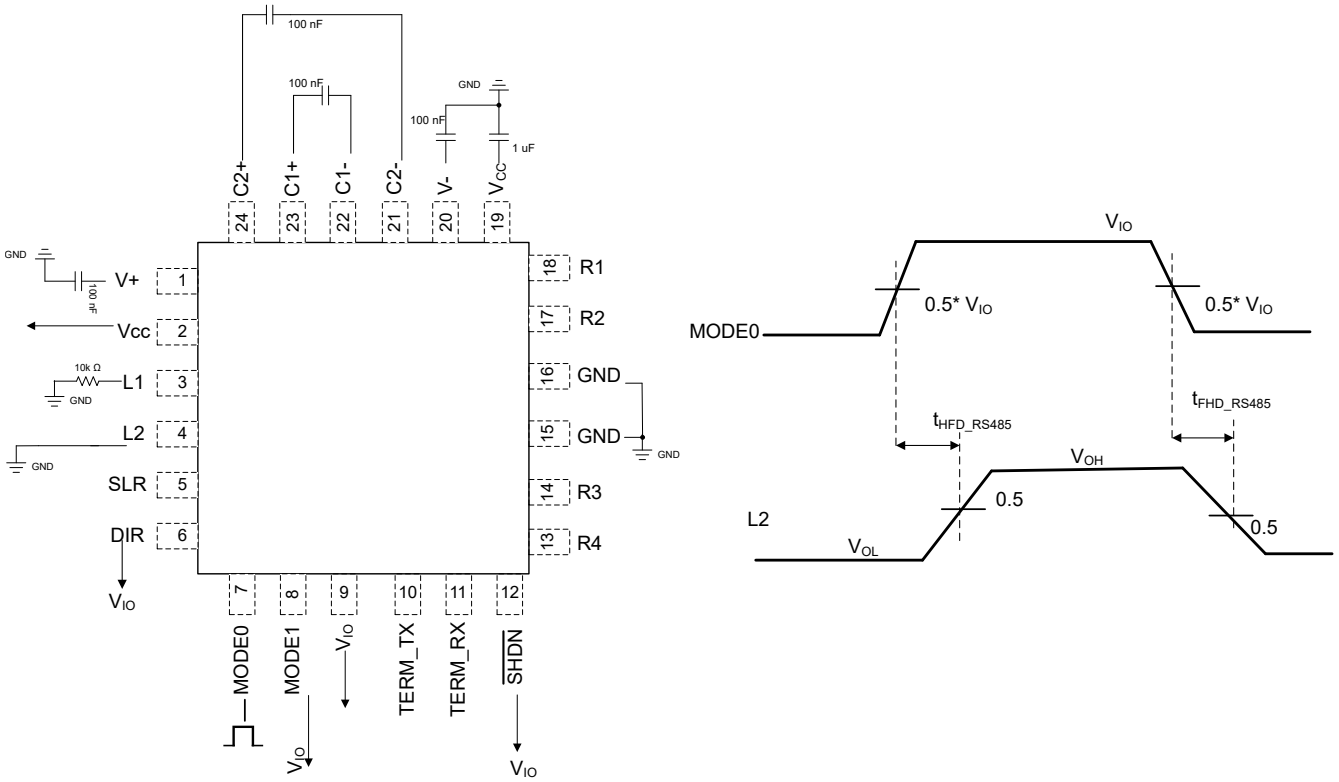 100 nF
100 nF
GND
100 nF
1 uF
C2+
C1+
C1-
C2-
V-
VCC
24
23
22
21
20
19
GND
100 nF
V+
1
18
R1
Vcc
2
17
R2
10k Ω
GND
L1
3
16
GND
L2
4
15
GND
GND
GND
SLR
5
14
R3
DIR
6
13
R4
VIO
7
8
9
10
11
12
MODE0
MODE1
VIO
TERM_TX
TERM_RX
SHDN
VIO
VIO
VIO
0.5* VIO
0.5* VIO
MODE0
tHFD_RS485
tFHD_RS485
VOH
0.5
0.5
L2
VOL